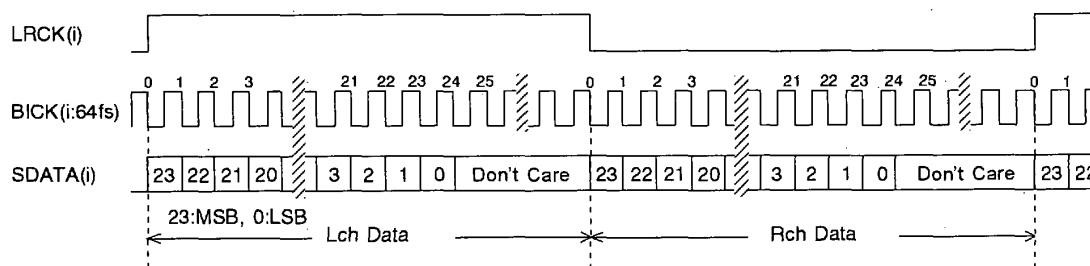 LRCK(i)
0 1 2 3 21 22 23 24 25 0 1 2 3 21 22 23 24 25 0 1
BICK(i:64fs)
SDATA(i) 23 22 21 20 3 2 1 0 Don't Care 23 22 21 20 3 2 1 0 Don't Care 23 22
23:MSB, 0:LSB
Lch Data Rch Data